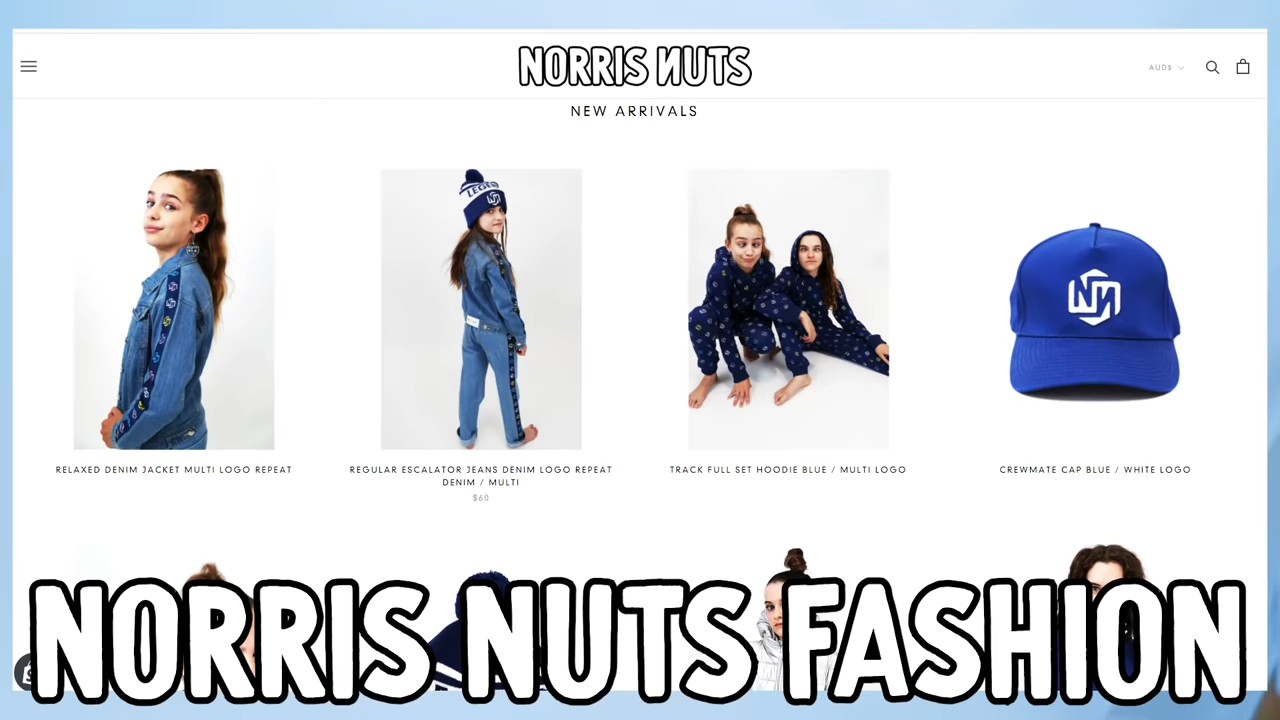 NORRIS NUTS
AUD$
NEW ARRIVALS
LEGEND
RELAXED DENIM JACKET MULTI LOGO REPEAT
REGULAR ESCALATOR JEANS DENIM LOGO REPEAT
DENIM / MULTI
$60
TRACK FULL SET HOODIE BLUE / MULTI LOGO
CREWMATE CAP BLUE / WHITE LOGO
NORRIS NUTS FASHION